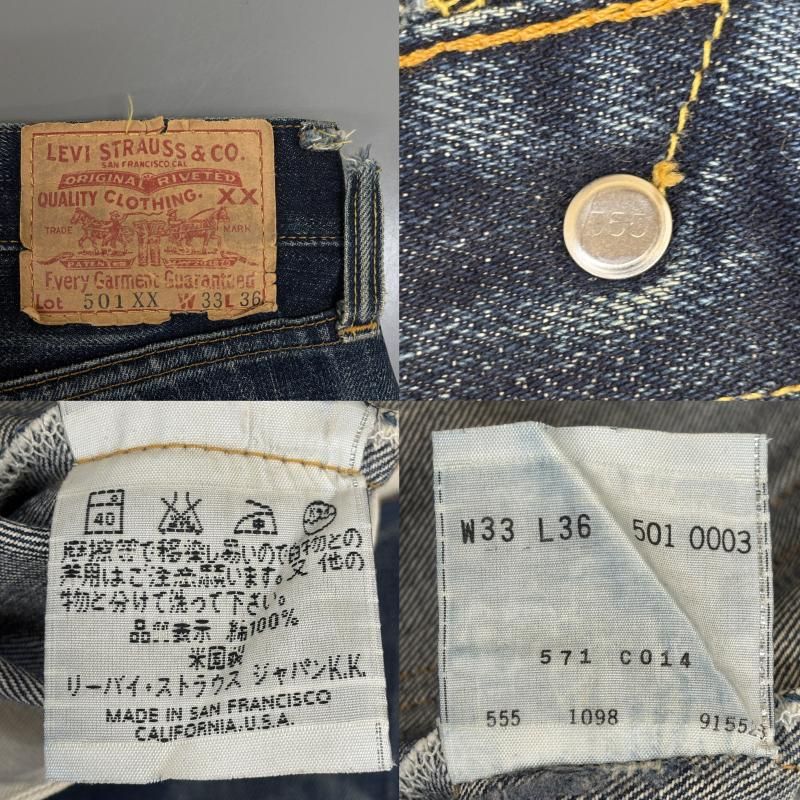 LEVI STRAUSS & CO.
SAN FRANCISCO, CAL.
ORIGINAL RIVETED
QUALITY CLOTHING. XX
TRADE MARK
PATENTED
Every Garment Guaranteed
Lot 501 XX W 33 L 36
555
40
摩擦等で移染し易いので白物との
着用はご注意願います。又 他の
物と分けて洗って下さい。
品質表示 綿100%
米国製
リーバイ・ストラウス ジャパンK.K.
MADE IN SAN FRANCISCO
CALIFORNIA. U.S.A.
W33 L36 501 0003
571 C014
555 1098